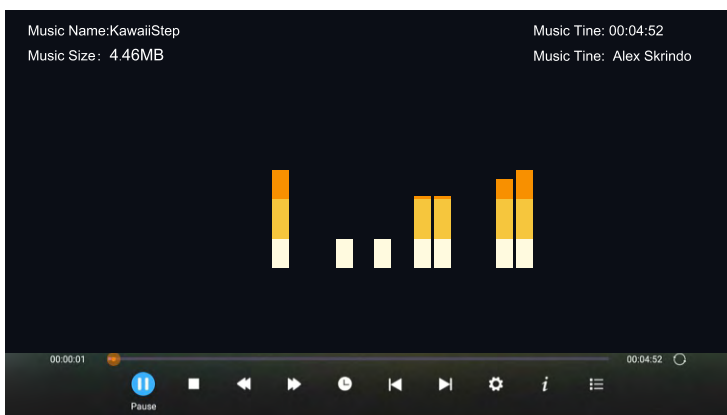 Music Name:KawaiiStep
Music Tine: 00:04:52
Music Size: 4.46MB
Music Tine: Alex Skrindo
00:00:01
00:04:52
Pause